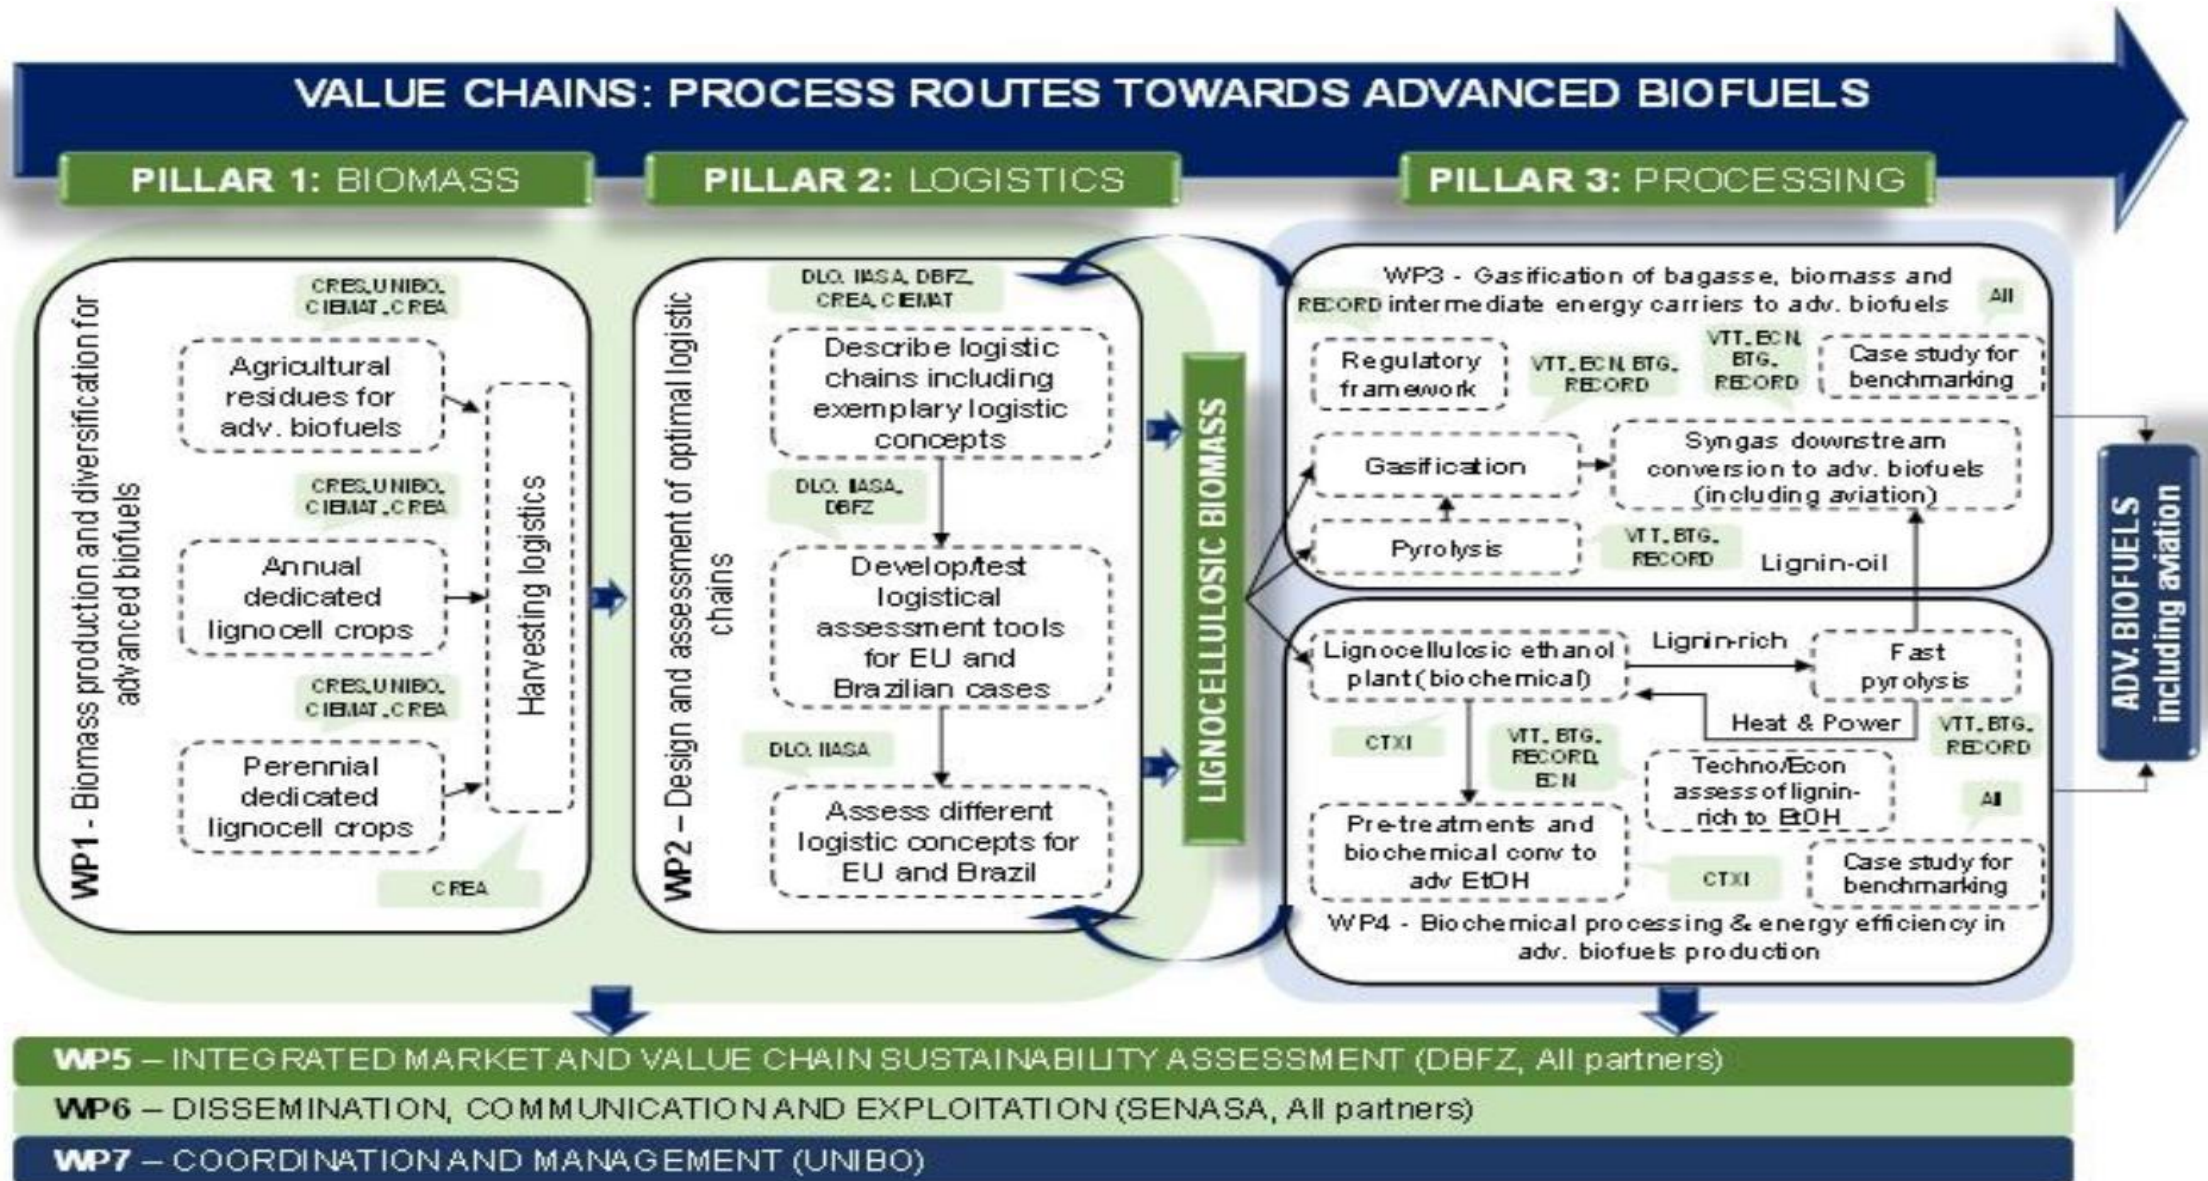 VALUE CHAINS: PROCESS ROUTES TOWARDS ADVANCED BIOFUELS
PILLAR 1: BIOMASS
PILLAR 2: LOGISTICS
PILLAR 3: PROCESSING
WP1 - Biomass production and diversification for
advanced biofuels
CRES,UNIBO,
CIEMAT,CREA
Agricultural
residues for
adv. biofuels
CRES,UNIBO,
CIEMAT,CREA
Annual
dedicated
lignocell crops
CRES,UNIBO,
CIEMAT,CREA
Perennial
dedicated
lignocell crops
Harvesting logistics
CREA
WP2 – Design and assessment of optimal logistic
chains
DLO, IIASA, DBFZ,
CREA, CIEMAT
Describe logistic
chains including
exemplary logistic
concepts
DLO, IIASA,
DBFZ
Develop/test
logistical
assessment tools
for EU and
Brazilian cases
DLO, IIASA
Assess different
logistic concepts for
EU and Brazil
LIGNOCELLULOSIC BIOMASS
WP3 - Gasification of bagasse, biomass and
intermediate energy carriers to adv. biofuels
RECORD
All
Regulatory
framework
VTT, ECN, BTG,
RECORD
VTT, ECN,
BTG,
RECORD
Case study for
benchmarking
Gasification
Syngas downstream
conversion to adv. biofuels
(including aviation)
Pyrolysis
VTT, BTG,
RECORD
Lignin-oil
Lignocellulosic ethanol
plant (biochemical)
Lignin-rich
Fast
pyrolysis
Heat & Power
CTXI
VTT, BTG,
RECORD,
ECN
VTT, BTG,
RECORD
Techno/Econ
assess of lignin-
rich to EtOH
All
Pre-treatments and
biochemical conv to
adv EtOH
CTXI
Case study for
benchmarking
WP4 - Biochemical processing & energy efficiency in
adv. biofuels production
ADV. BIOFUELS
including aviation
WP5 – INTEGRATED MARKET AND VALUE CHAIN SUSTAINABILITY ASSESSMENT (DBFZ, All partners)
WP6 – DISSEMINATION, COMMUNICATION AND EXPLOITATION (SENASA, All partners)
WP7 – COORDINATION AND MANAGEMENT (UNIBO)